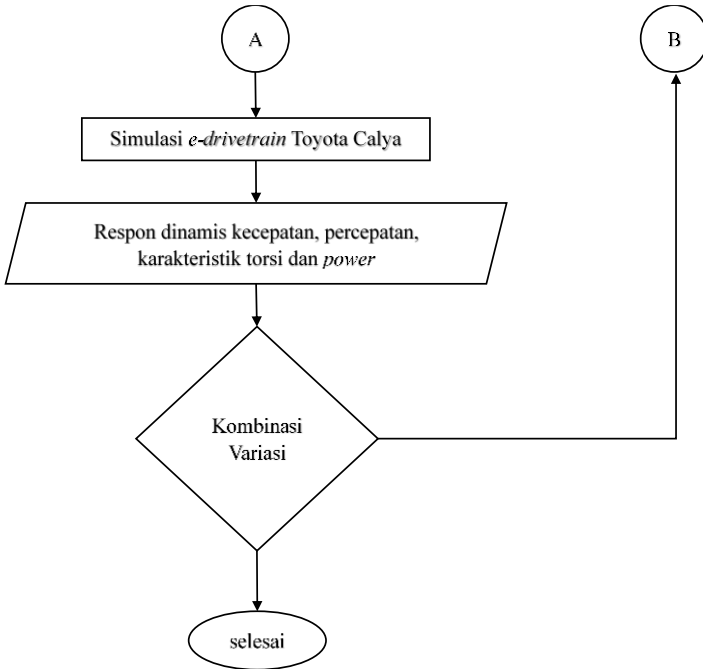 A
B
Simulasi e-drivetrain Toyota Calya
Respon dinamis kecepatan, percepatan,
karakteristik torsi dan power
Kombinasi
Variasi
selesai